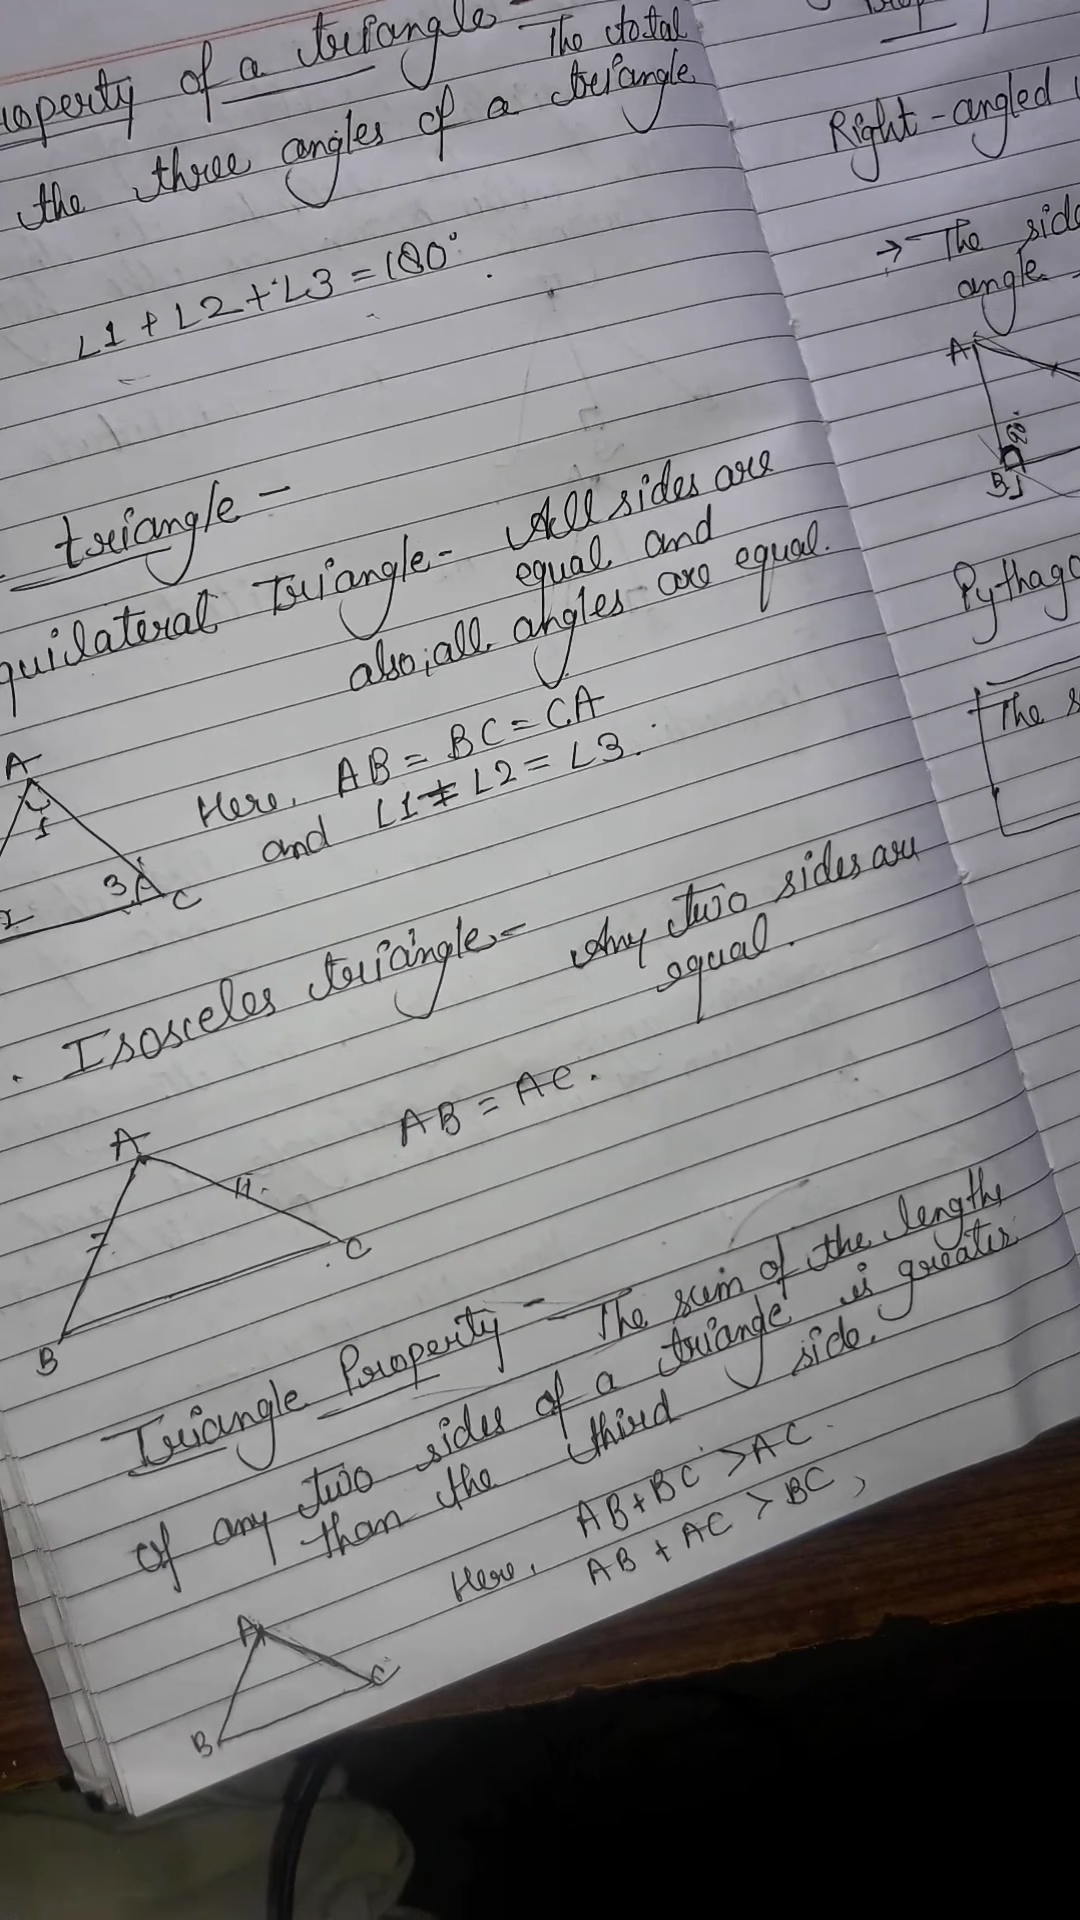 of a triangle - The total
the three angles of a triangle
∠1 + ∠2 + ∠3 = 180°.
triangle -
Triangle - All sides are
equal and
also, all angles are equal.
A
1
3
C
Here, AB = BC = CA
and ∠1 = ∠2 = ∠3.
. Isosceles triangle - Any two sides are
equal.
AB = AC.
A
B
C
Triangle Property - The sum of the lengths
of any two sides of a triangle is greater
than the third side.
Here, AB + BC > AC.
AB + AC > BC,
A
B
C
Right-angled
→ The side
angle
A
90°
B
The